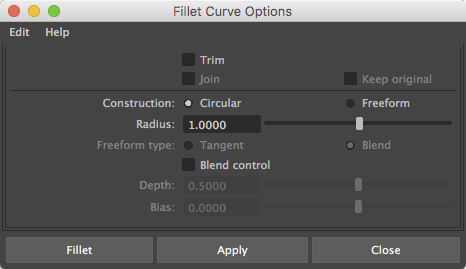 Fillet Curve Options
Edit Help
Trim
Join Keep original
Construction: Circular Freeform
Radius: 1.0000
Freeform type: Tangent Blend
Blend control
Depth: 0.5000
Bias: 0.0000
Fillet Apply Close